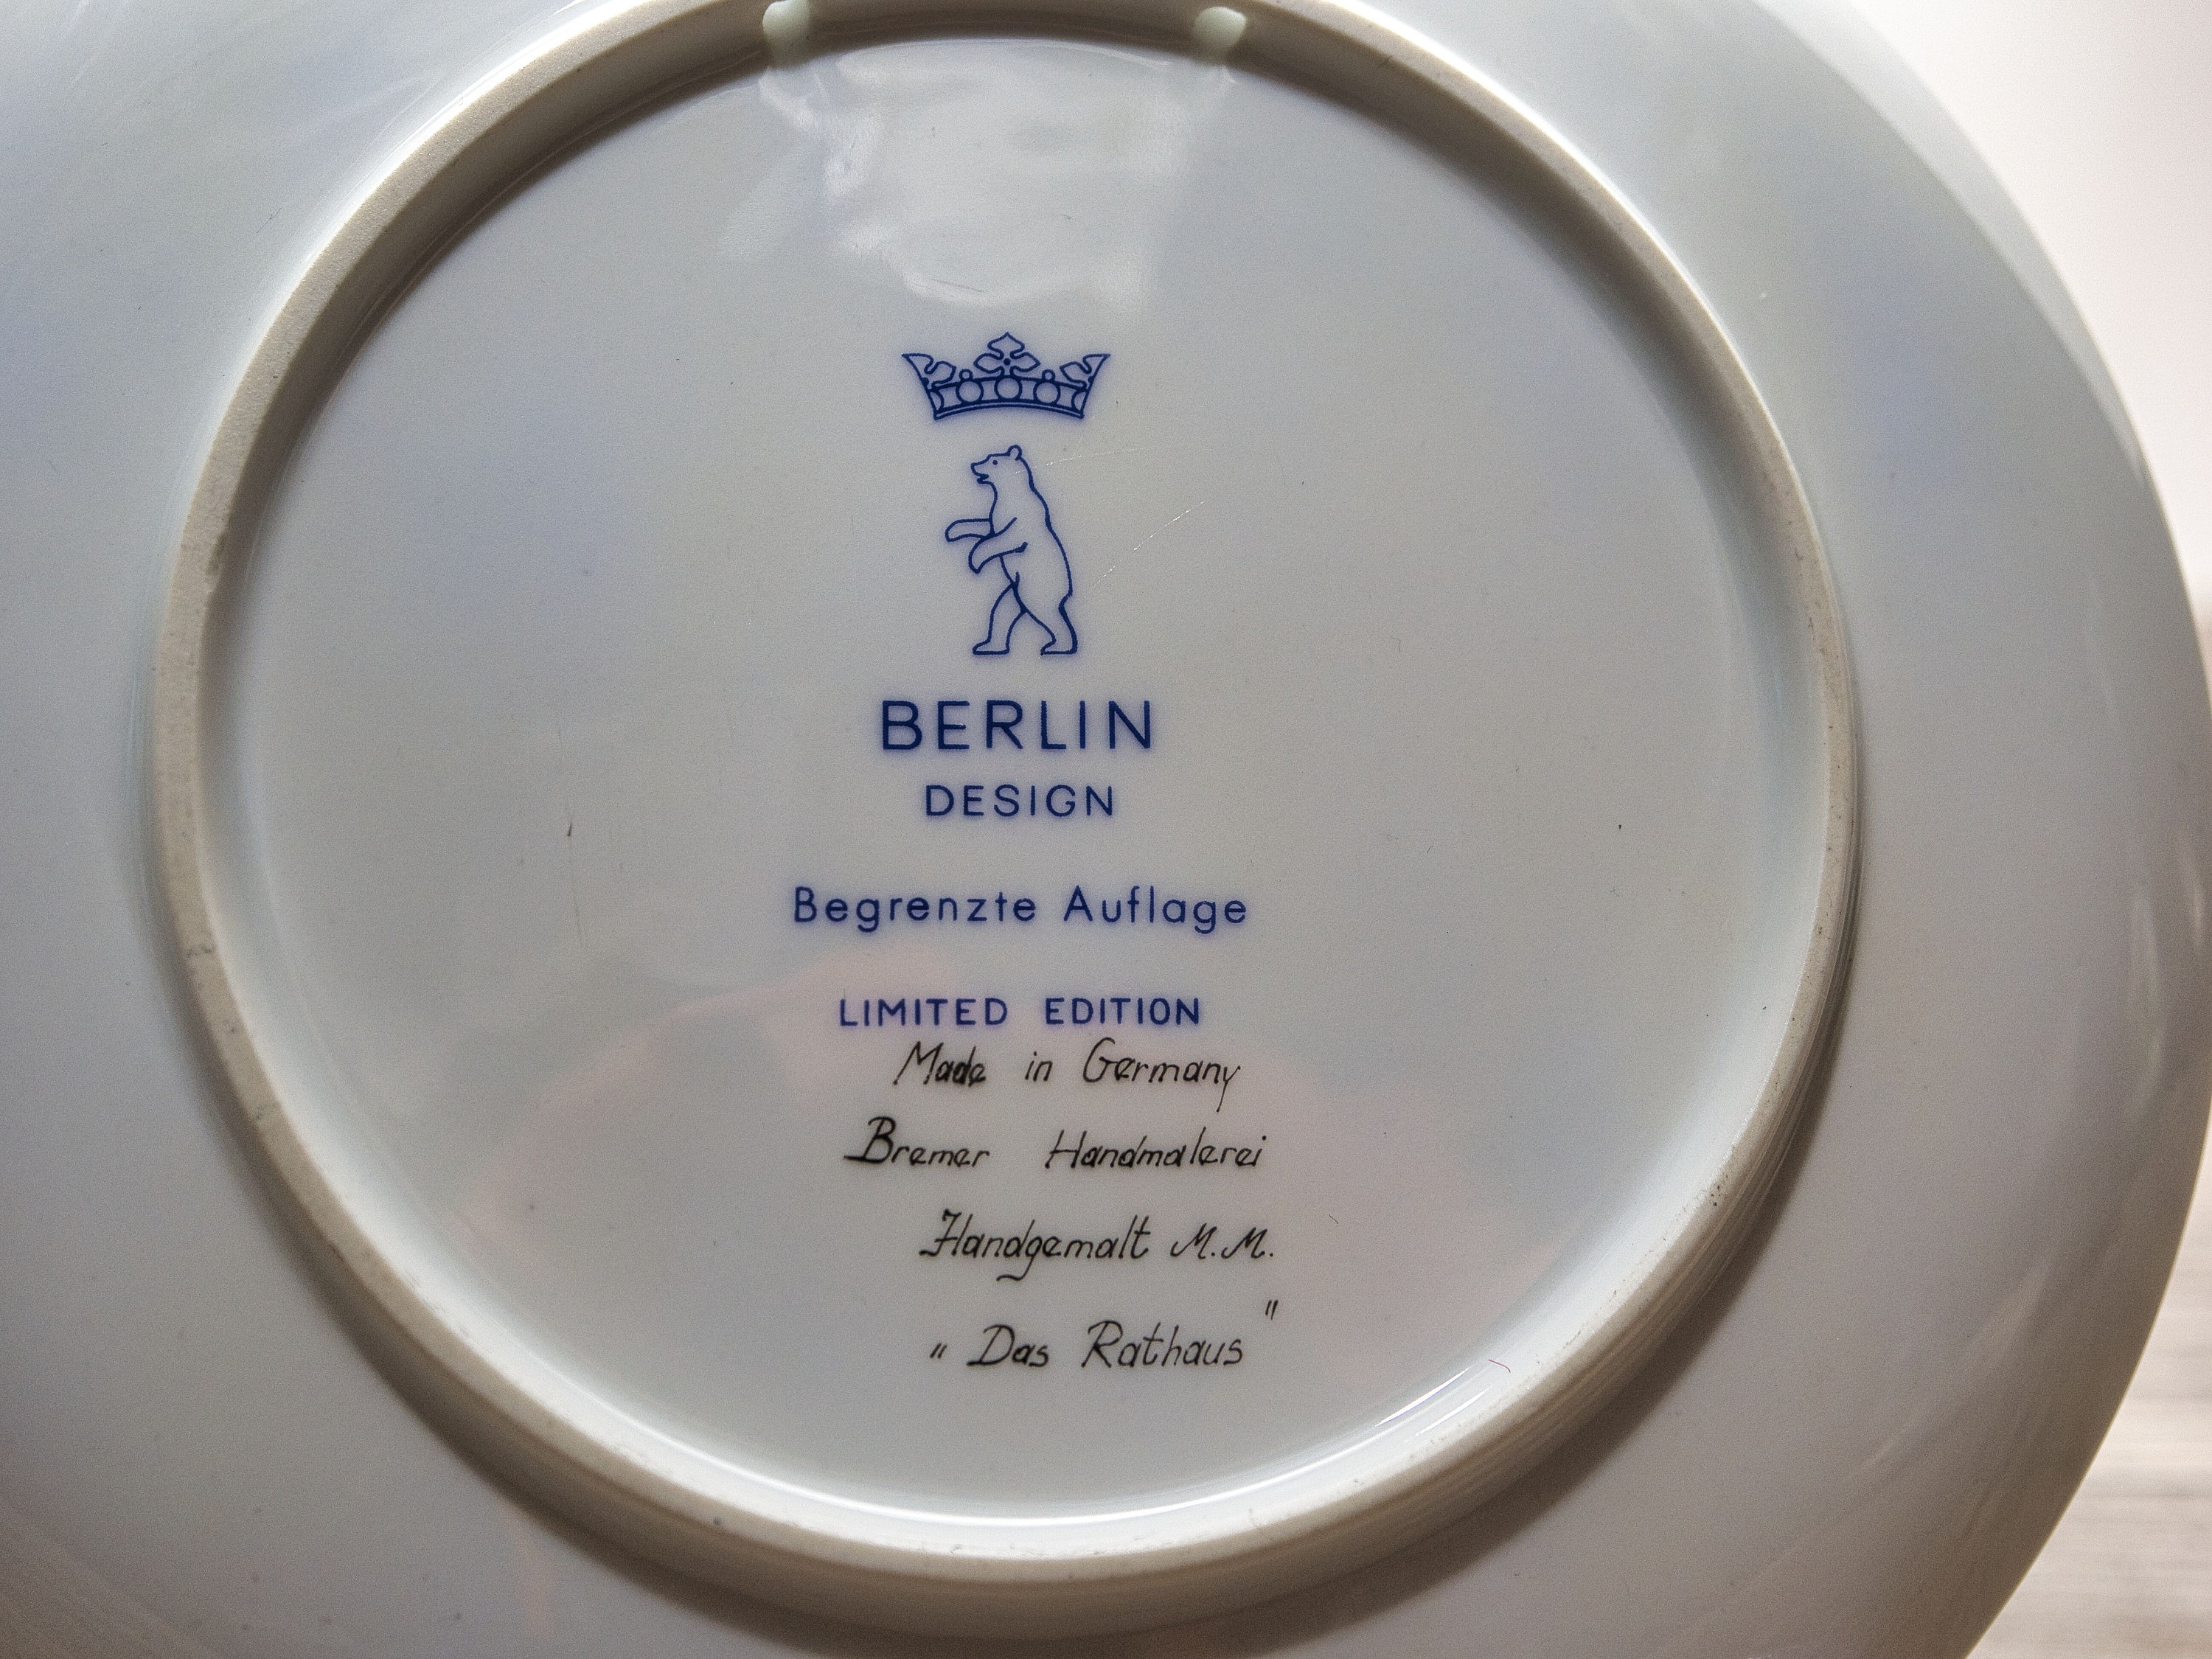 BERLIN
DESIGN
Begrenzte Auflage
LIMITED EDITION
Made in Germany
Bremer Handmalerei
Handgemalt M.M.
„Das Rathaus"